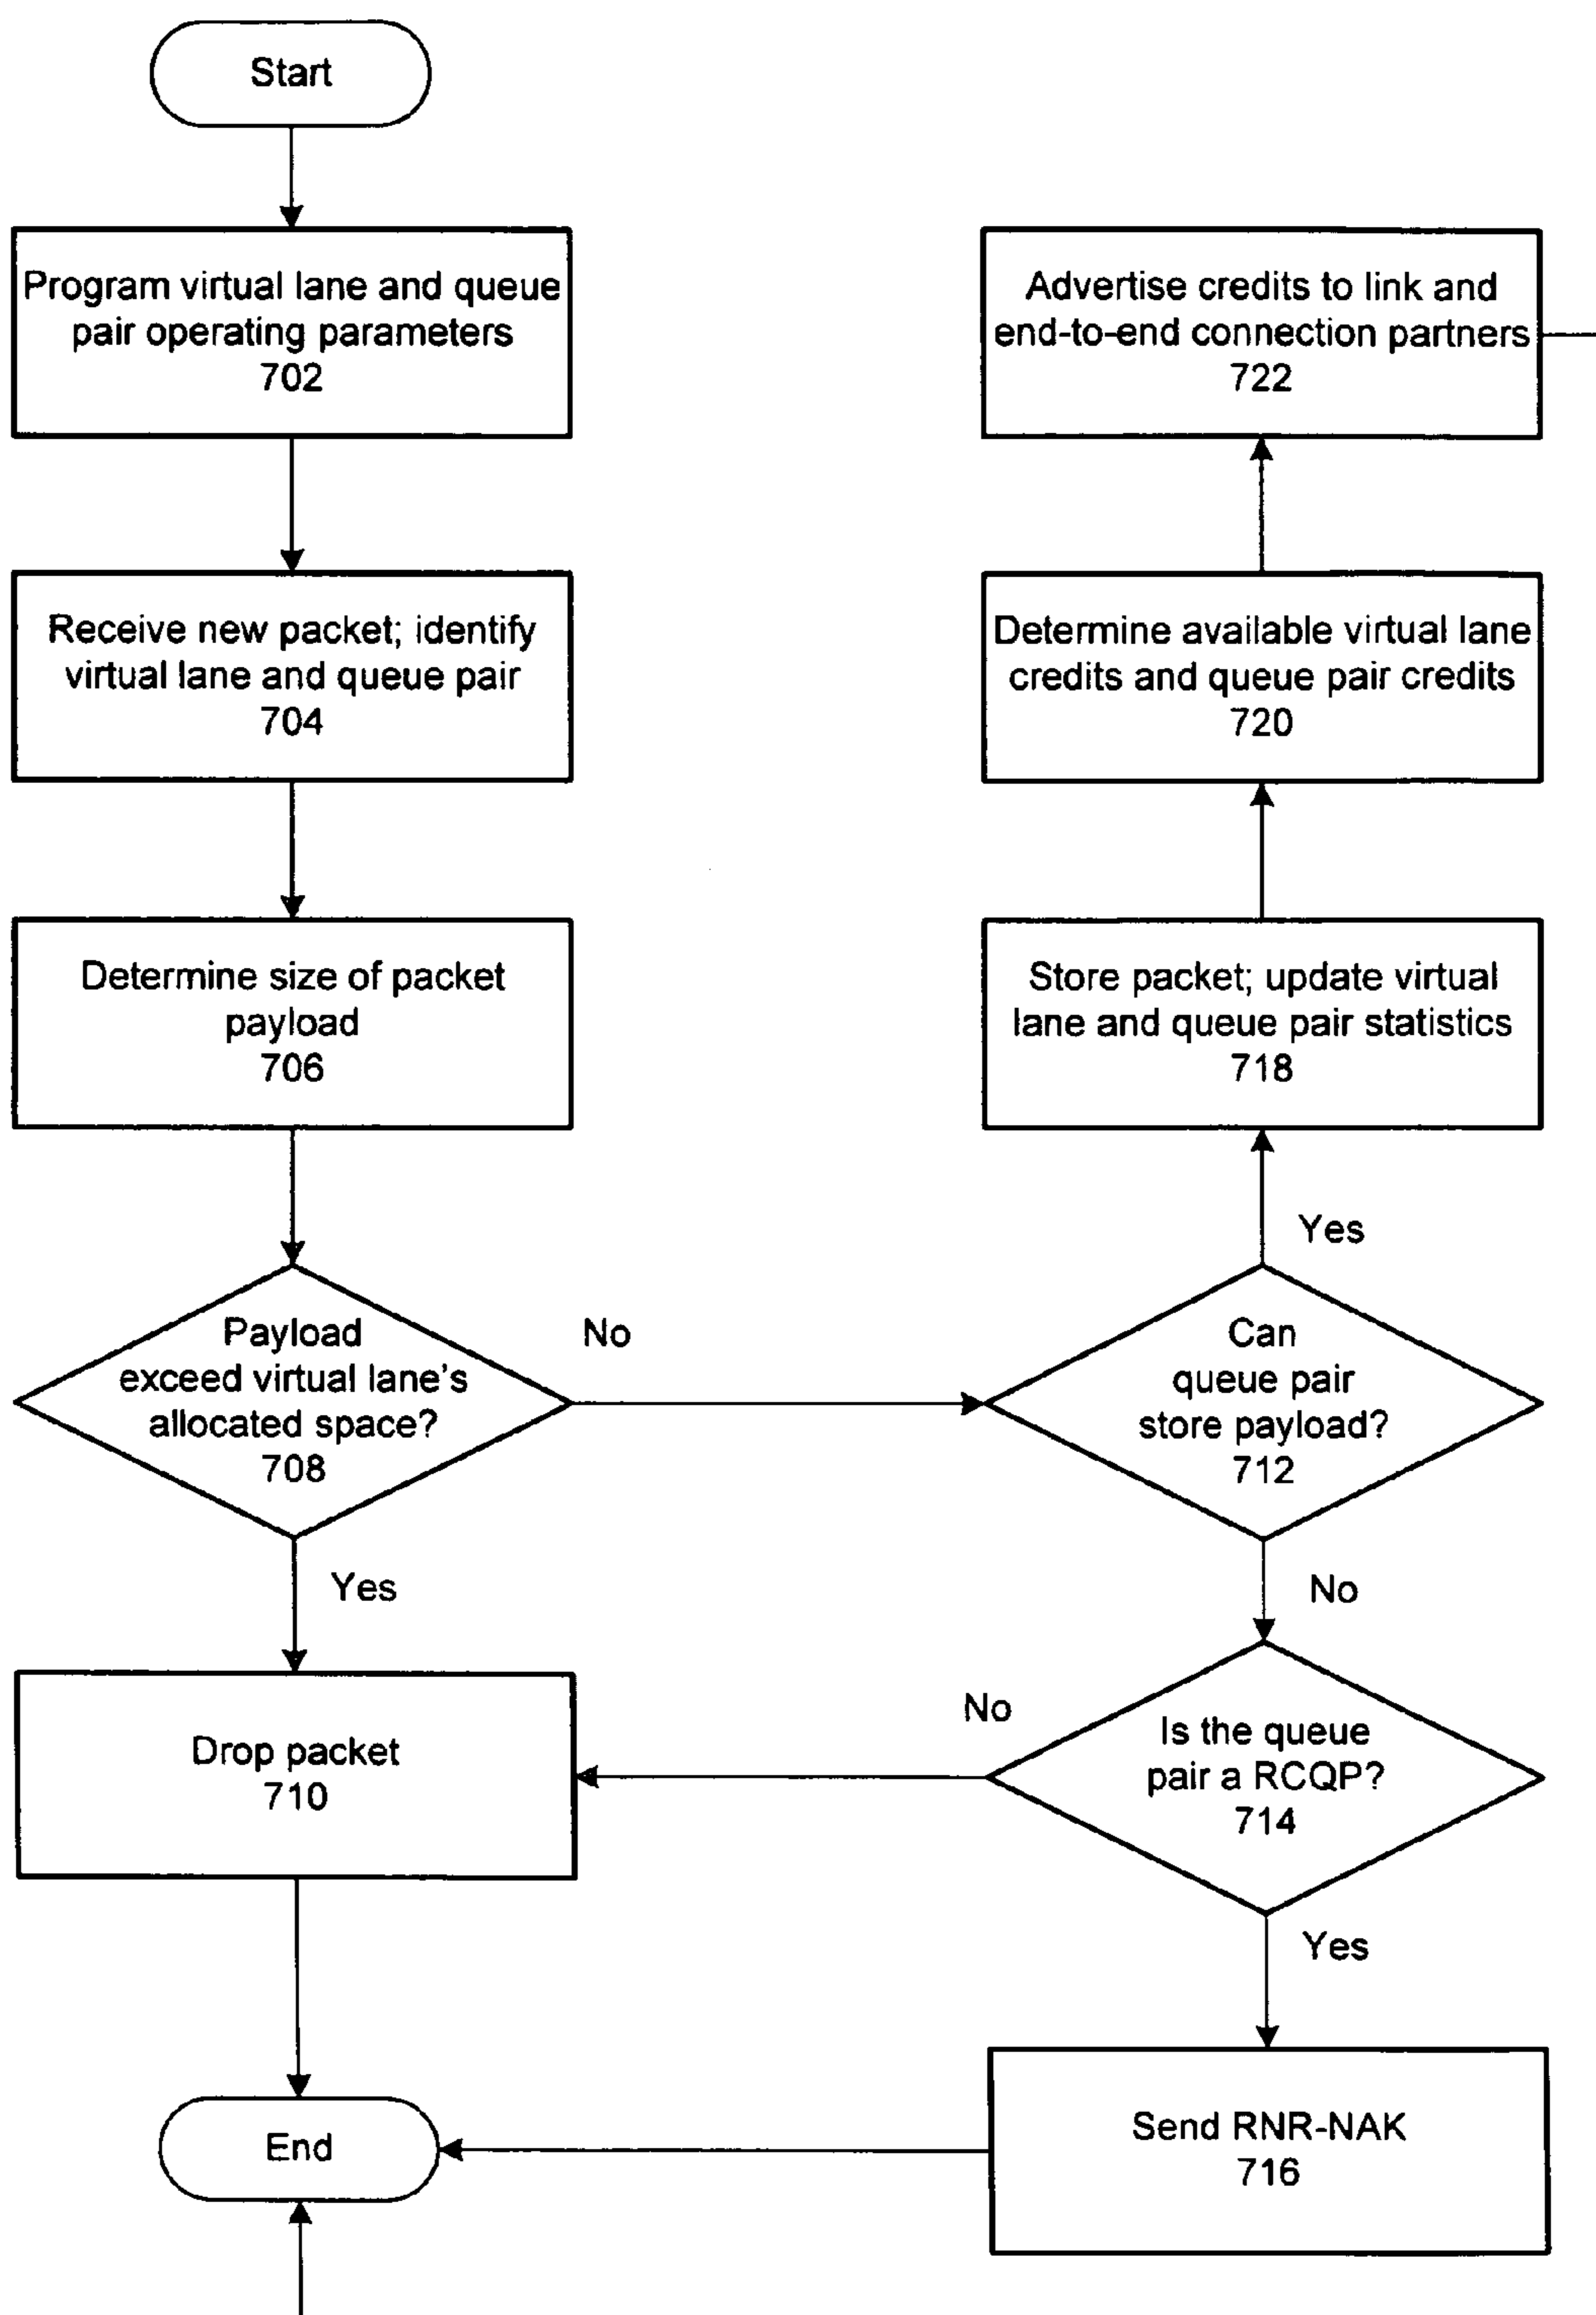 Start
Program virtual lane and queue
pair operating parameters
702
Receive new packet; identify
virtual lane and queue pair
704
Determine size of packet
payload
706
Payload
exceed virtual lane's
allocated space?
708
No
Yes
Drop packet
710
End
Advertise credits to link and
end-to-end connection partners
722
Determine available virtual lane
credits and queue pair credits
720
Store packet; update virtual
lane and queue pair statistics
718
Yes
Can
queue pair
store payload?
712
No
No
Is the queue
pair a RCQP?
714
Yes
Send RNR-NAK
716